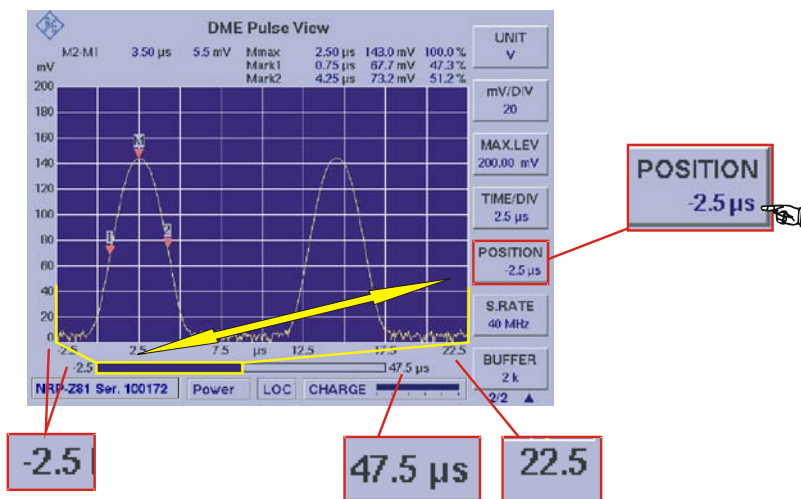 DME Pulse View
M2-M1 3.50 µs 5.5 mV Mmax 2.50 µs 143.0 mV 100.0 %
Mark1 0.75 µs 67.7 mV 47.3 %
Mark2 4.25 µs 73.2 mV 51.2 %
mV
200
180
160
140
120
100
80
60
40
20
0
M
1
2
-2.5 2.5 7.5 µs 12.5 17.5 22.5
-2.5 47.5 µs
NRP-Z81 Ser. 100172 Power LOC CHARGE
UNIT
V
mV/DIV
20
MAX.LEV
200.00 mV
TIME/DIV
2.5 µs
POSITION
-2.5 µs
S.RATE
40 MHz
BUFFER
2 k
2/2 ▲
POSITION
-2.5 µs
-2.5
47.5 µs
22.5